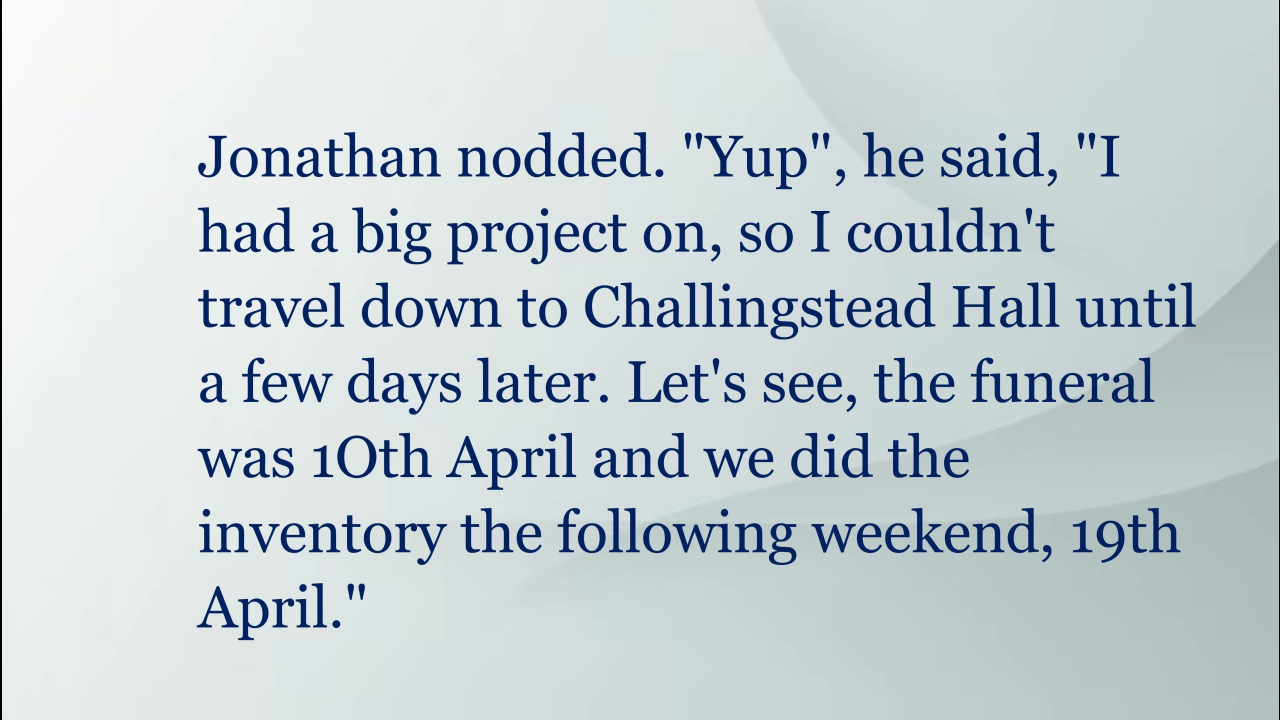 Jonathan nodded. "Yup", he said, "I
had a big project on, so I couldn't
travel down to Challingstead Hall until
a few days later. Let's see, the funeral
was 1Oth April and we did the
inventory the following weekend, 19th
April."